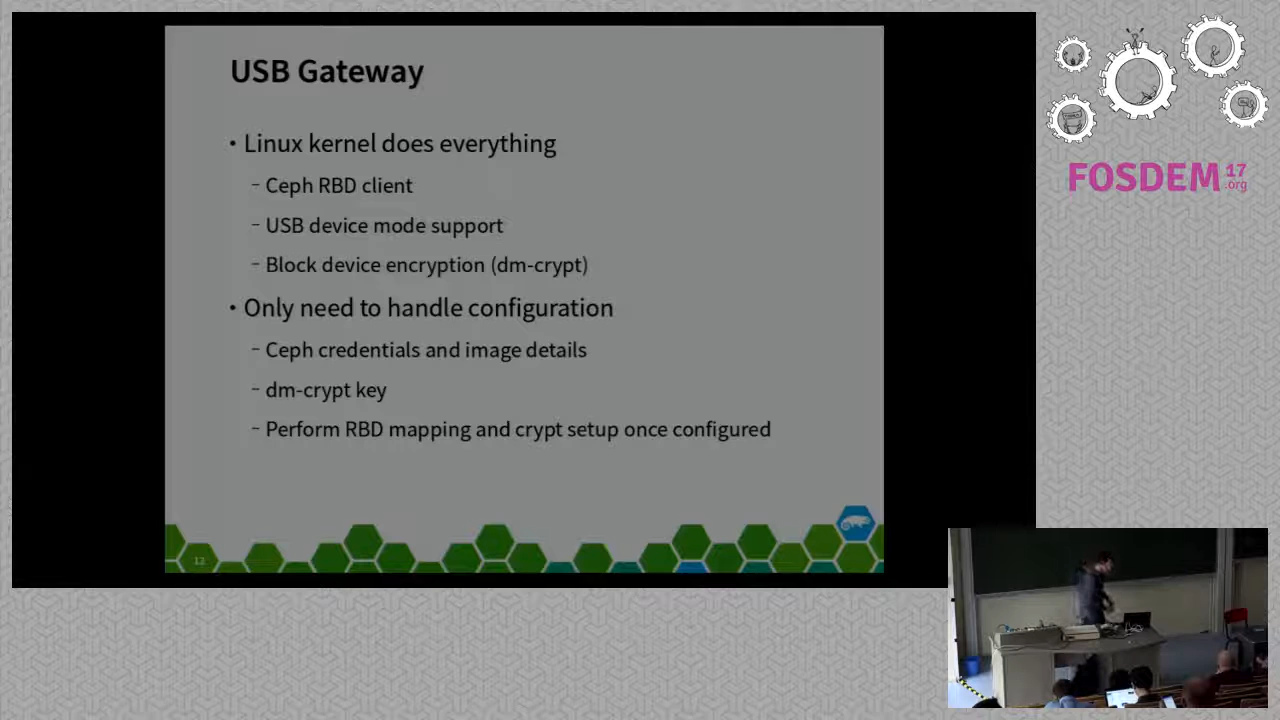 USB Gateway
• Linux kernel does everything
– Ceph RBD client
– USB device mode support
– Block device encryption (dm-crypt)
• Only need to handle configuration
– Ceph credentials and image details
– dm-crypt key
– Perform RBD mapping and crypt setup once configured
12
FOSDEM 17
.org